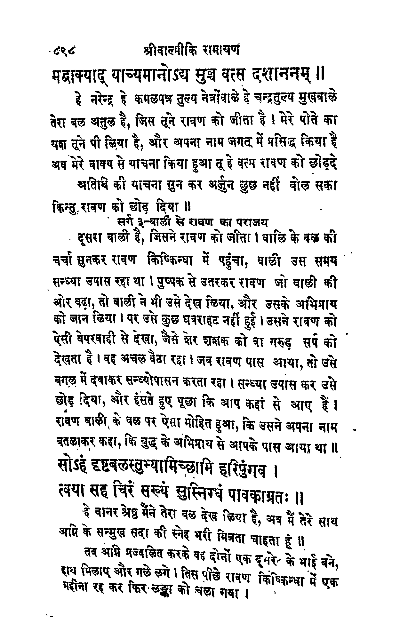 ८९८ श्रीवाल्मीकि रामायण
मद्वाक्याद् याच्यमानोऽय मुञ्च वत्स दशाननम् ॥
हे नरेन्द्र हे कमलपत्र तुल्य नेत्रोंवाले हे चन्द्रतुल्य मुखवाले
तेरा बल अतुल है, जिस तूने रावण को जीता है । मेरे पोते का
यश तूने पी लिया है, और अपना नाम जगत् में प्रसिद्ध किया है
अब मेरे वाक्य से याचना किया हुआ तू हे वत्स रावण को छोड़दे
अतिथि की याचना सुन कर अर्जुन कुछ नहीं बोल सका
किन्तु रावण को छोड़ दिया ॥
सर्ग ३-वाली से रावण का पराजय
दूसरा वाली है, जिसने रावण को जीता । वालि के बल की
चर्चा सुनकर रावण किष्किन्धा में पहुंचा, वाली उस समय
सन्ध्या उपास रहा था । पुष्पक से उतरकर रावण जो वाली की
ओर बढ़ा, तो वाली ने भी उसे देख लिया, और उसके अभिप्राय
को जान लिया । पर उसे कुछ घबराहट नहीं हुई । उसने रावण को
ऐसी बेपरवाही से देखा, जैसे शेर शशक को वा गरुड़ सर्प को
देखता है । वह अचल बैठा रहा । जब रावण पास आया, तो उसे
बगल में दबाकर सन्ध्योपासन करता रहा । सन्ध्या उपास कर उसे
छोड़ दिया, और हंसते हुए पूछा कि आप कहां से आए हैं ।
रावण वाली के बल पर ऐसा मोहित हुआ, कि उसने अपना नाम
बतलाकर कहा, कि युद्ध के अभिप्राय से आपके पास आया था ॥
सोऽहं दृष्टबलस्तुभ्यामिच्छामि हरिपुंगव ।
त्वया सह चिरं सख्यं सुस्निग्धं पावकाग्रतः ॥
हे वानर श्रेष्ठ मैंने तेरा बल देख लिया है, अब मैं तेरे साथ
अग्नि के सन्मुख सदा की स्नेह भरी मित्रता चाहता हूं ॥
तब अग्नि प्रज्वलित करके वह दोनों एक दूसरे के भाई बने,
हाथ मिलाए और गले लगे । तिस पीछे रावण किष्किन्धा में एक
महीना रह कर फिर लङ्का को चला गया ।